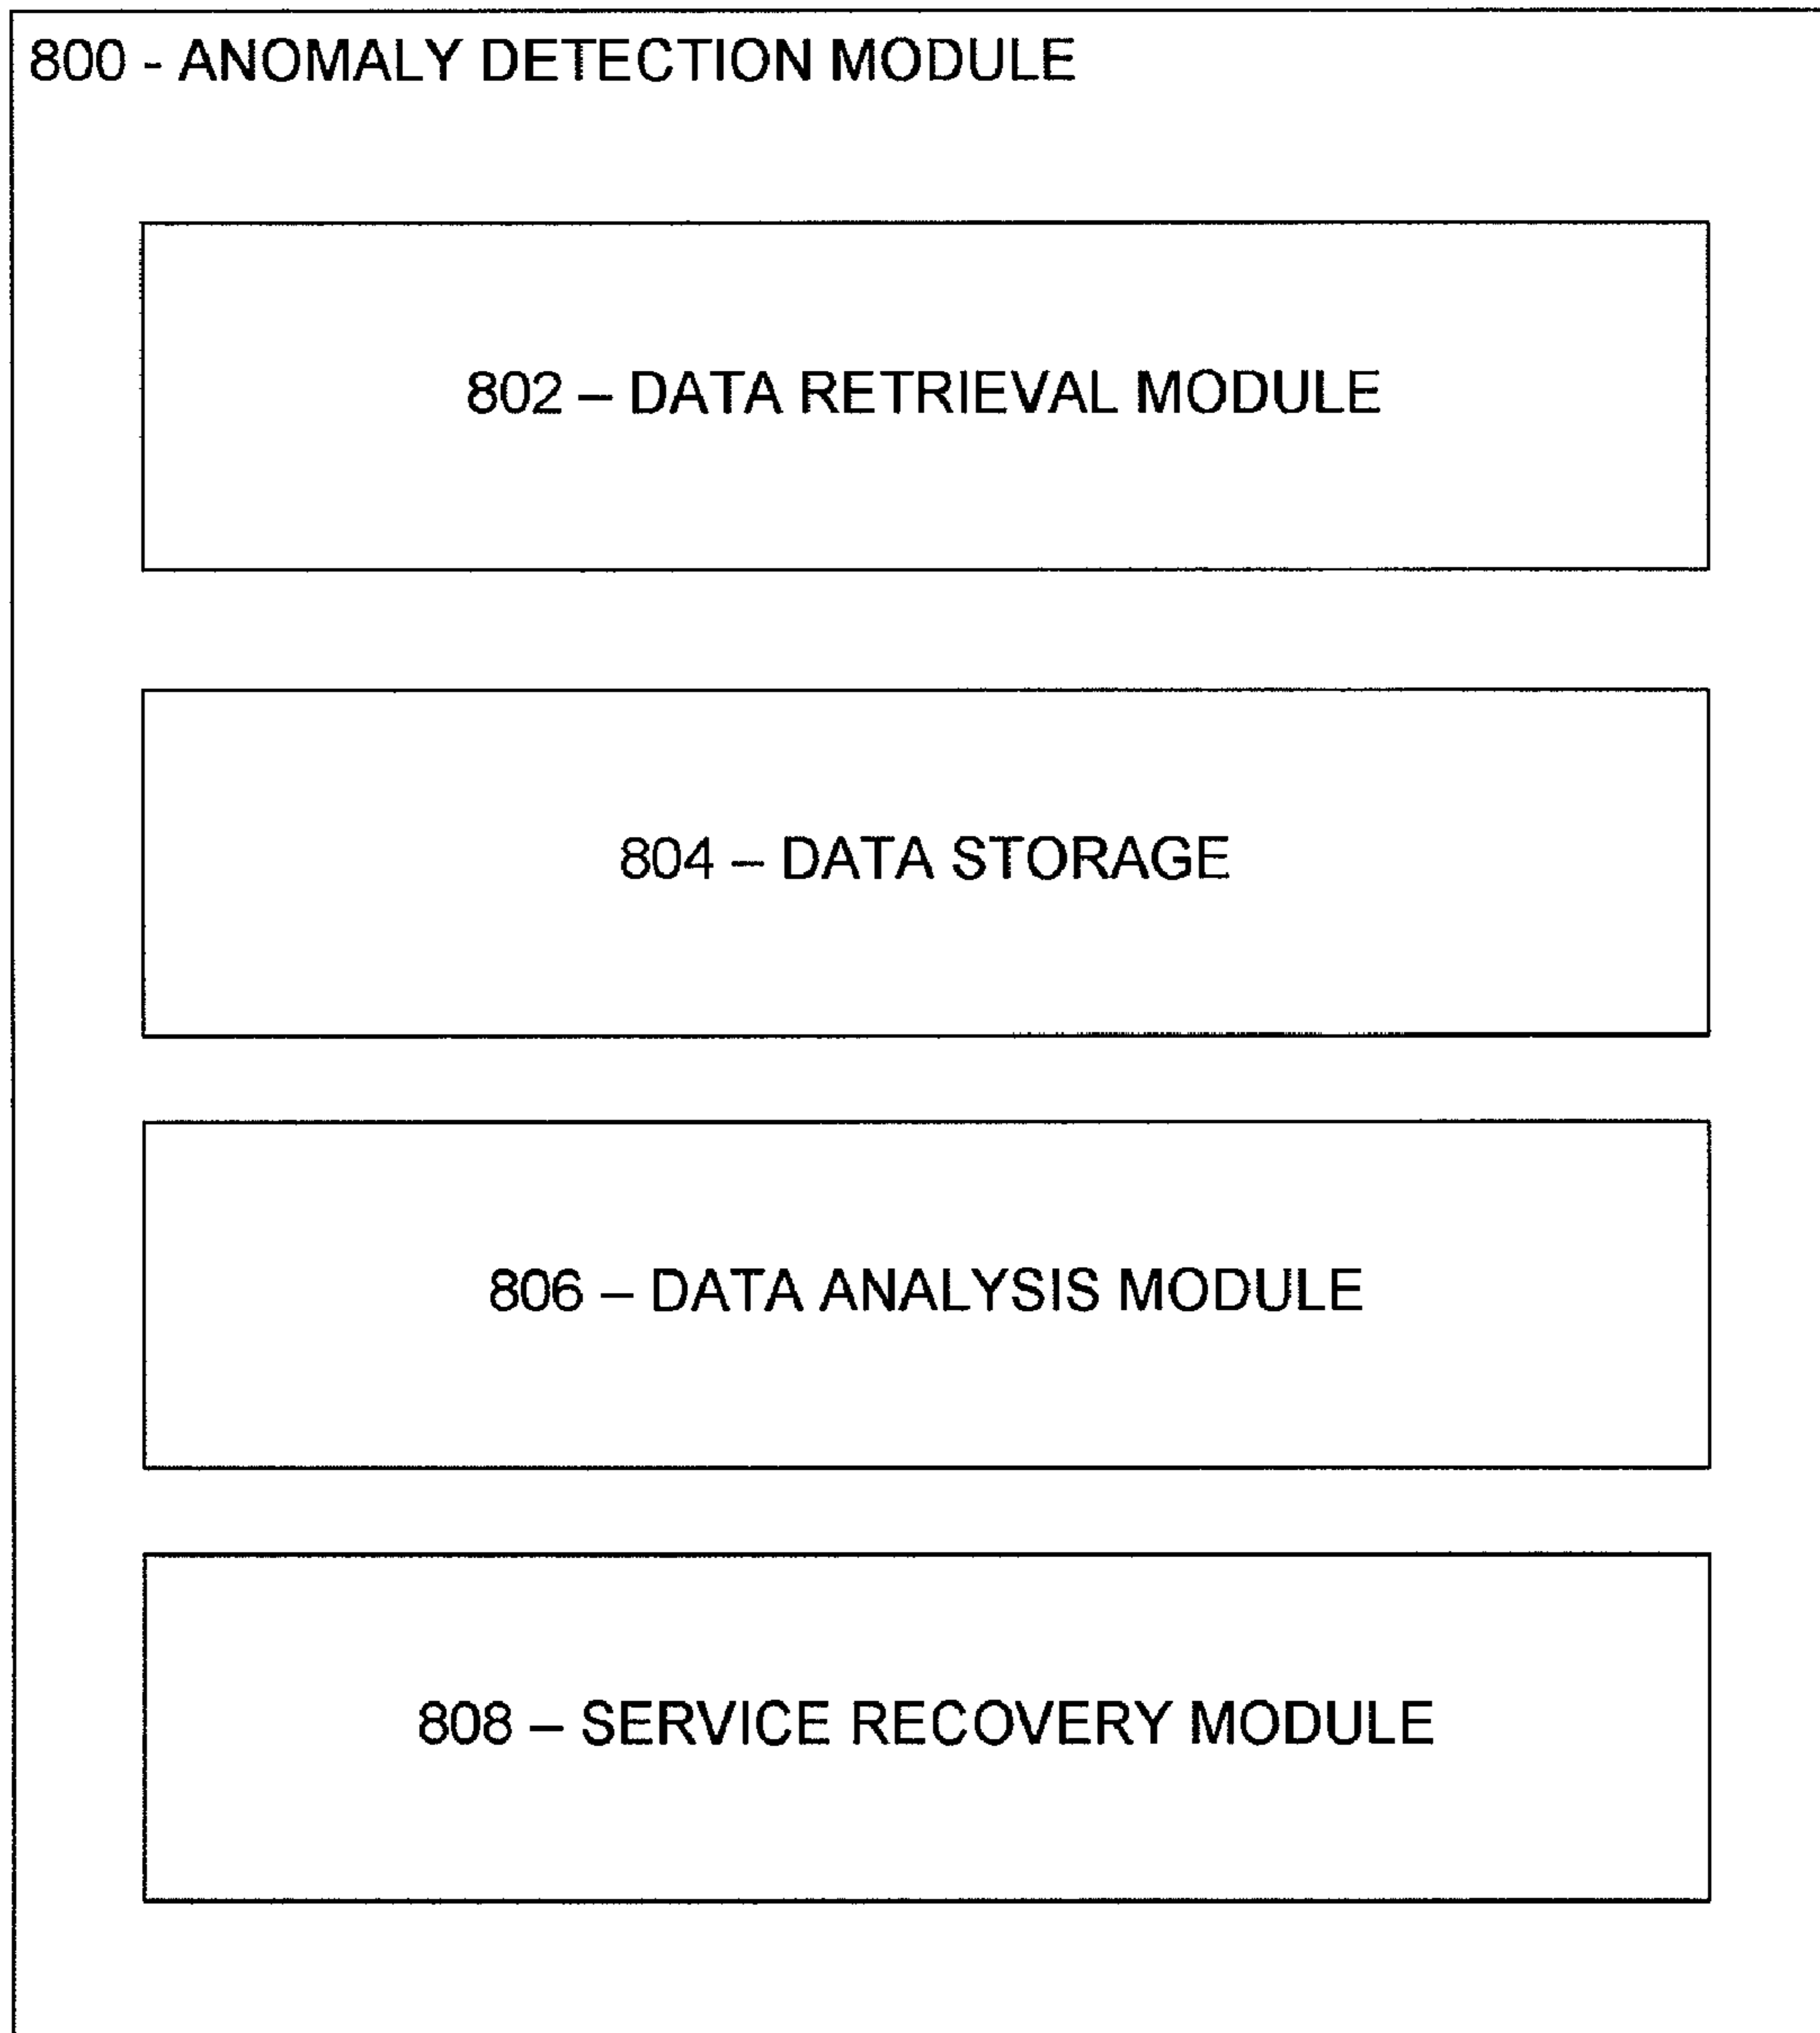 800 - ANOMALY DETECTION MODULE
802 – DATA RETRIEVAL MODULE
804 – DATA STORAGE
806 – DATA ANALYSIS MODULE
808 – SERVICE RECOVERY MODULE